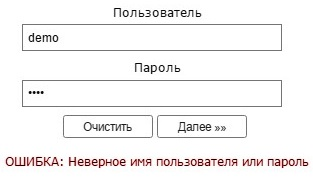 Пользователь
demo
Пароль
••••
Очистить Далее »»
ОШИБКА: Неверное имя пользователя или пароль